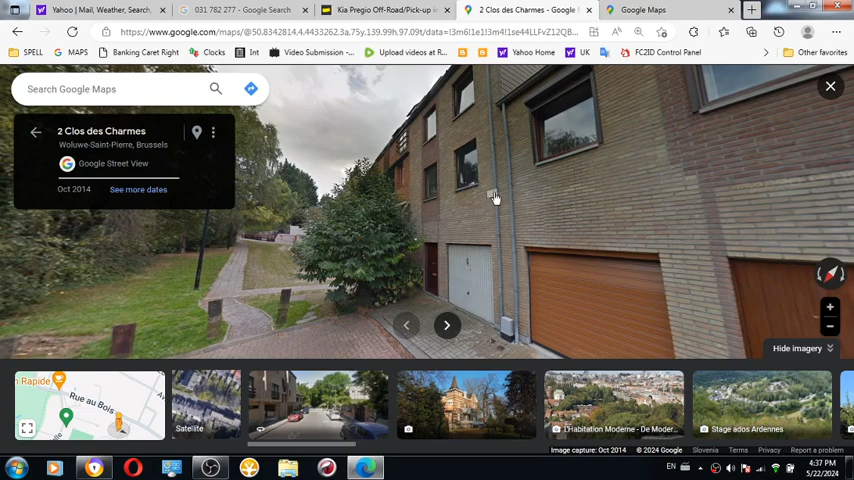 Yahoo | Mail, Weather, Search,
031 782 277 - Google Search
Kia Pregio Off-Road/Pick-up in
2 Clos des Charmes - Google M
Google Maps
https://www.google.com/maps/@50.8342814,4.4433262,3a,75y,139.99h,97.09t/data=!3m6!1e1!3m4!1se44LLFvZ12QB...
SPELL
MAPS
Banking Caret Right
Clocks
Int
Video Submission -...
Upload videos at R...
Yahoo Home
UK
FC2ID Control Panel
Other favorites
Search Google Maps
2 Clos des Charmes
Woluwe-Saint-Pierre, Brussels
Google Street View
Oct 2014
See more dates
Hide imagery
n Rapide
Rue au Bois
Satellite
L'Habitation Moderne - De Moder...
Stage ados Ardennes
Image capture: Oct 2014
© 2024 Google
Slovenia
Terms
Privacy
Report a problem
EN
4:37 PM
5/22/2024